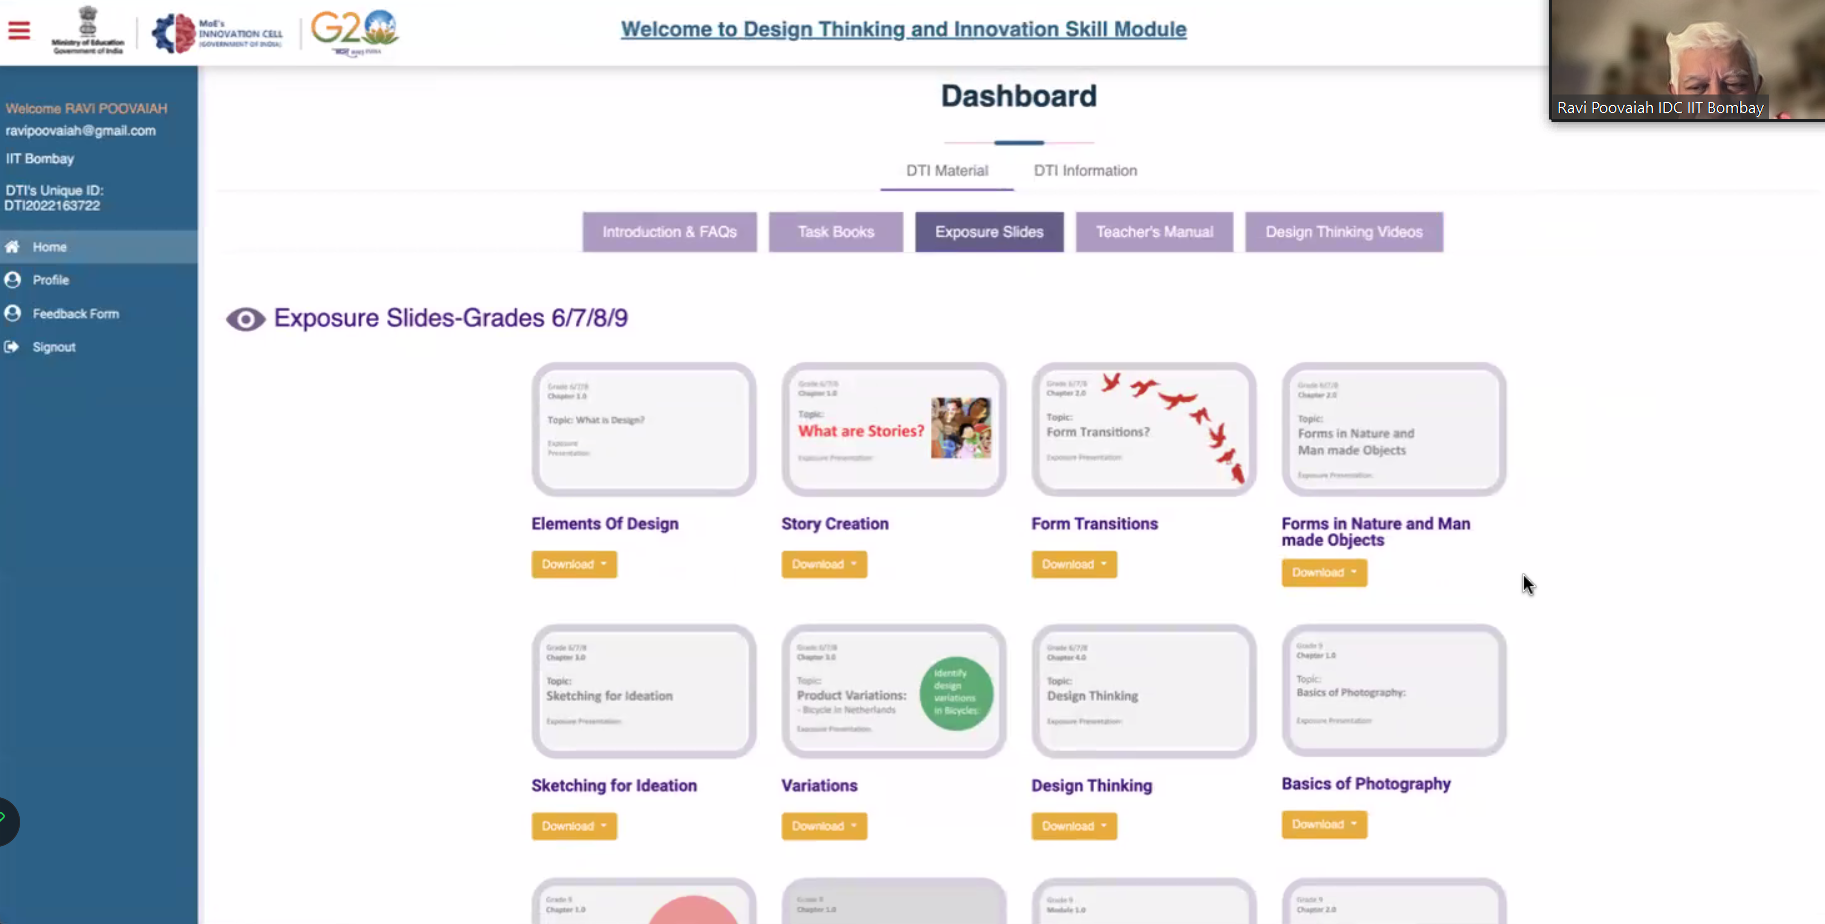 Ministry of Education
Government of India
MoE's
INNOVATION CELL
(GOVERNMENT OF INDIA)
G20
Welcome to Design Thinking and Innovation Skill Module
Ravi Poovaiah IDC IIT Bombay
Welcome RAVI POOVAIAH
ravipoovaiah@gmail.com
IIT Bombay
DTI's Unique ID:
DTI2022163722
Home
Profile
Feedback Form
Signout
Dashboard
DTI Material DTI Information
Introduction & FAQs Task Books Exposure Slides Teacher's Manual Design Thinking Videos
Exposure Slides-Grades 6/7/8/9
Grade 6/7/8
Chapter 1.0
Topic: What is Design?
Exposure
Presentation:
Elements Of Design
Download
Grade 6/7/8
Chapter 1.0
Topic:
What are Stories?
Exposure Presentation:
Story Creation
Download
Grade 6/7/8
Chapter 2.0
Topic:
Form Transitions?
Exposure Presentation:
Form Transitions
Download
Grade 6/7/8
Chapter 2.0
Topic:
Forms in Nature and
Man made Objects
Exposure Presentation:
Forms in Nature and Man
made Objects
Download
Grade 6/7/8
Chapter 3.0
Topic:
Sketching for Ideation
Exposure Presentation:
Sketching for Ideation
Download
Grade 6/7/8
Chapter 3.0
Topic:
Product Variations:
- Bicycle in Netherlands
Exposure Presentation:
Identify
design
variations
in Bicycles
Variations
Download
Grade 6/7/8
Chapter 4.0
Topic:
Design Thinking
Exposure Presentation:
Design Thinking
Download
Grade 9
Chapter 1.0
Topic:
Basics of Photography:
Exposure Presentation:
Basics of Photography
Download
Grade 9
Chapter 1.0
Grade 9
Chapter 1.0
Grade 9
Module 1.0
Grade 9
Chapter 2.0